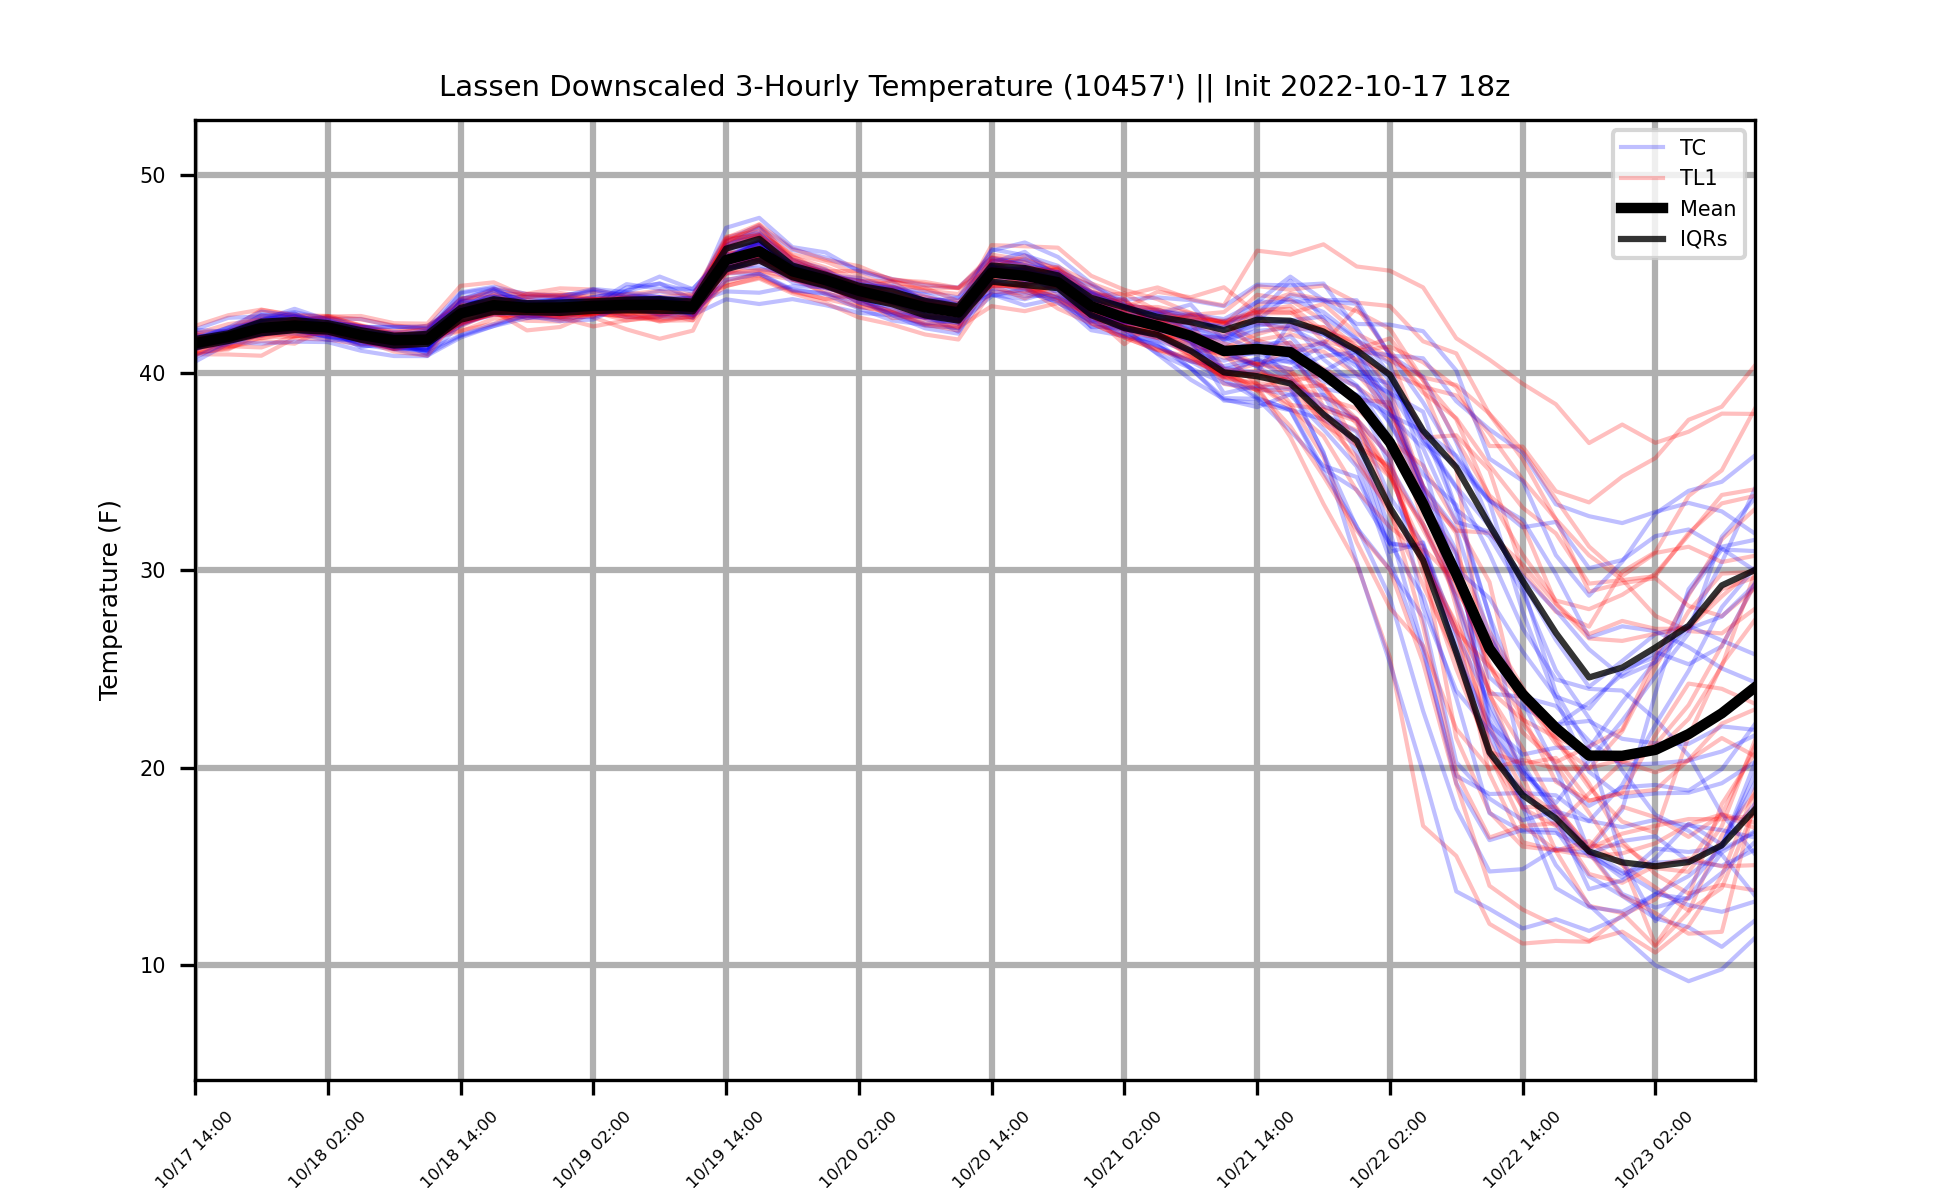 Lassen Downscaled 3-Hourly Temperature (10457') || Init 2022-10-17 18z
TC
TL1
Mean
IQRs
Temperature (F)
50
40
30
20
10
10/17 14:00
10/18 02:00
10/18 14:00
10/19 02:00
10/19 14:00
10/20 02:00
10/20 14:00
10/21 02:00
10/21 14:00
10/22 02:00
10/22 14:00
10/23 02:00